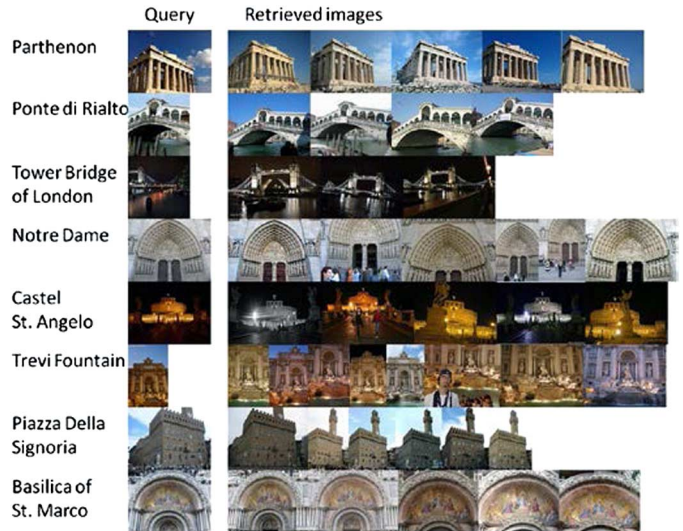 Query Retrieved images
Parthenon
Ponte di Rialto
Tower Bridge
of London
Notre Dame
Castel
St. Angelo
Trevi Fountain
Piazza Della
Signoria
Basilica of
St. Marco